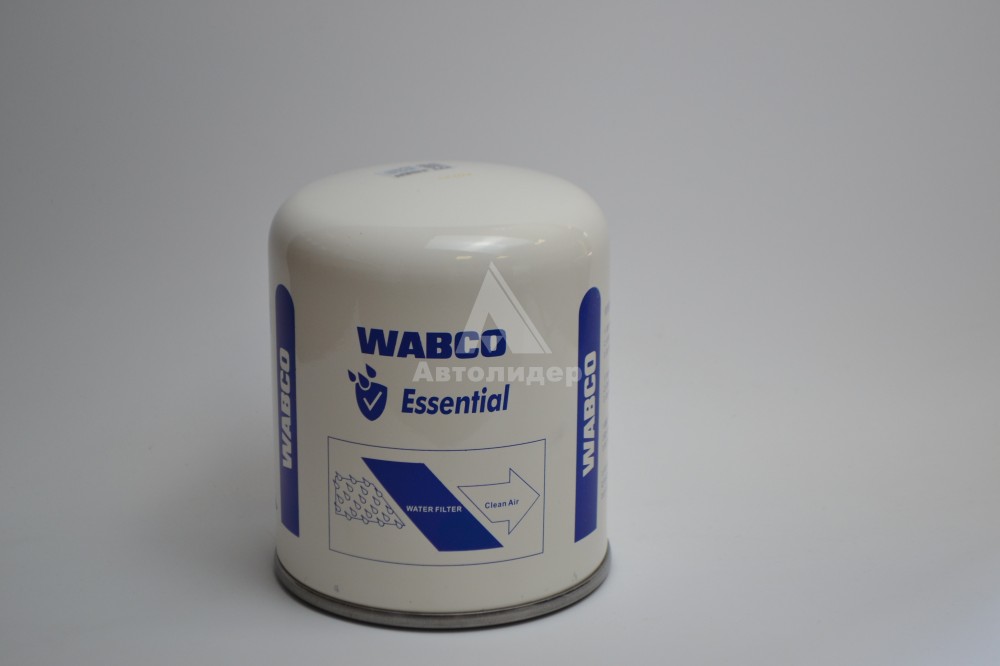 WABCO
Автолидер
Essential
WABCO
WABCO
WATER FILTER
Clean Air